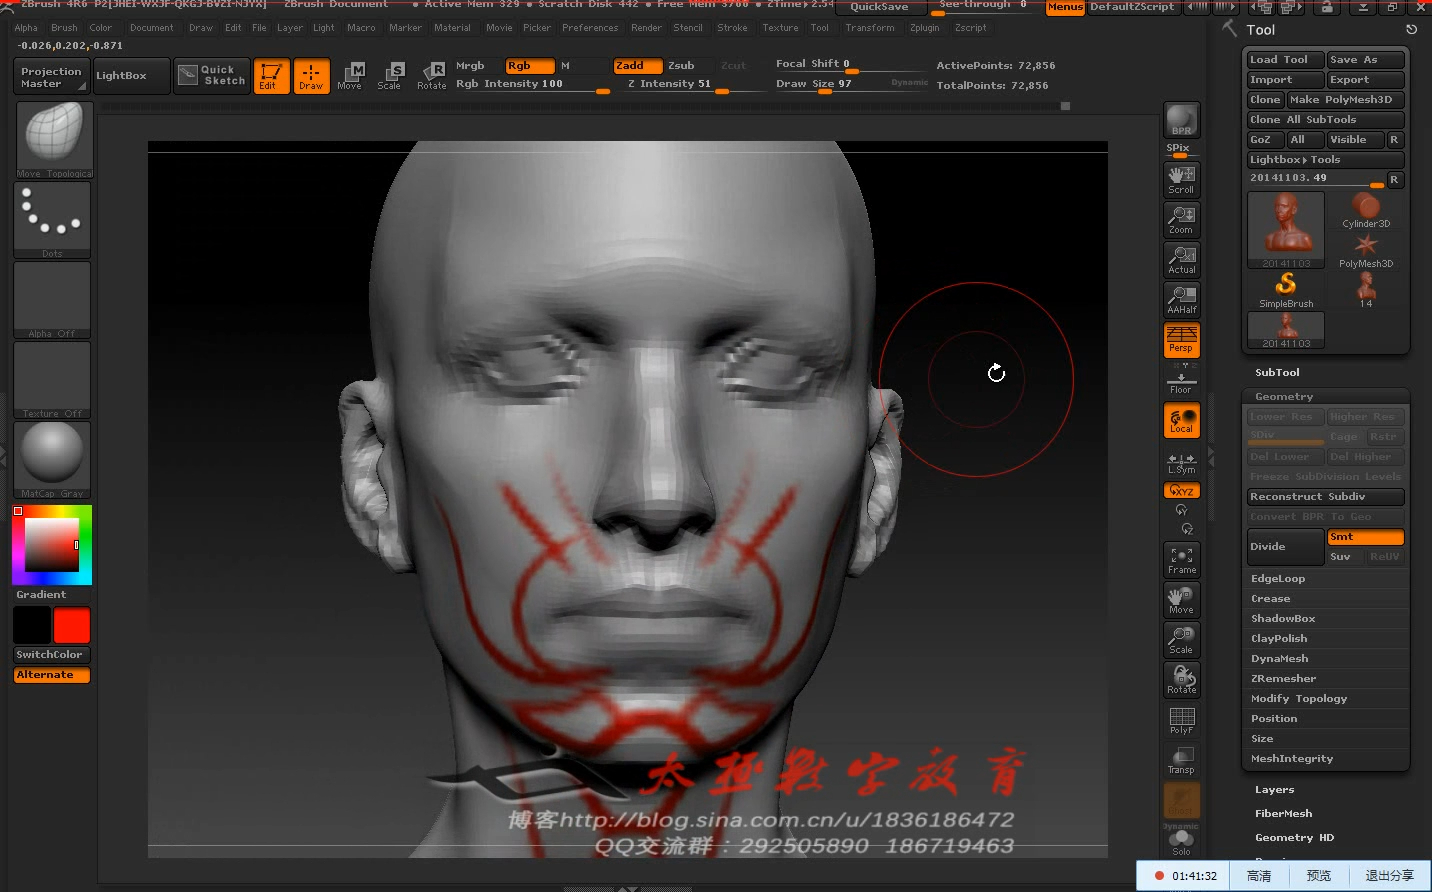 ZBrush 4R6 P2[JHEI-WXJF-QKGJ-BVZI-NJYX] ZBrush Document • Active Mem 329 • Scratch Disk 442 • Free Mem 3766 • ZTime▸2.54 QuickSave See-through 0 Menus DefaultZScript
Alpha Brush Color Document Draw Edit File Layer Light Macro Marker Material Movie Picker Preferences Render Stencil Stroke Texture Tool Transform Zplugin Zscript
-0.026,0.202,-0.871
Projection Master
LightBox
Quick Sketch
Edit
Draw
Move
Scale
Rotate
Mrgb Rgb M
Rgb Intensity 100
Zadd Zsub Zcut
Z Intensity 51
Focal Shift 0
Draw Size 97 Dynamic
ActivePoints: 72,856
TotalPoints: 72,856
Move Topological
Dots
Alpha Off
Texture Off
MatCap Gray
Gradient
SwitchColor
Alternate
BPR
SPix
Scroll
Zoom
Actual
AAHalf
Persp
Floor
Local
L.Sym
XYZ
Y
Z
Frame
Move
Scale
Rotate
PolyF
Transp
Ghost
Dynamic
Solo
Tool
Load Tool Save As
Import Export
Clone Make PolyMesh3D
Clone All SubTools
GoZ All Visible R
Lightbox▸Tools
20141103. 49 R
20141103
Cylinder3D
PolyMesh3D
SimpleBrush
14
20141103
SubTool
Geometry
Lower Res Higher Res
SDiv Cage Rstr
Del Lower Del Higher
Freeze SubDivision Levels
Reconstruct Subdiv
Convert BPR To Geo
Divide Smt
Suv ReUV
EdgeLoop
Crease
ShadowBox
ClayPolish
DynaMesh
ZRemesher
Modify Topology
Position
Size
MeshIntegrity
Layers
FiberMesh
Geometry HD
太极数字教育
博客http://blog.sina.com.cn/u/1836186472
QQ交流群：292505890 186719463
01:41:32 高清 预览 退出分享